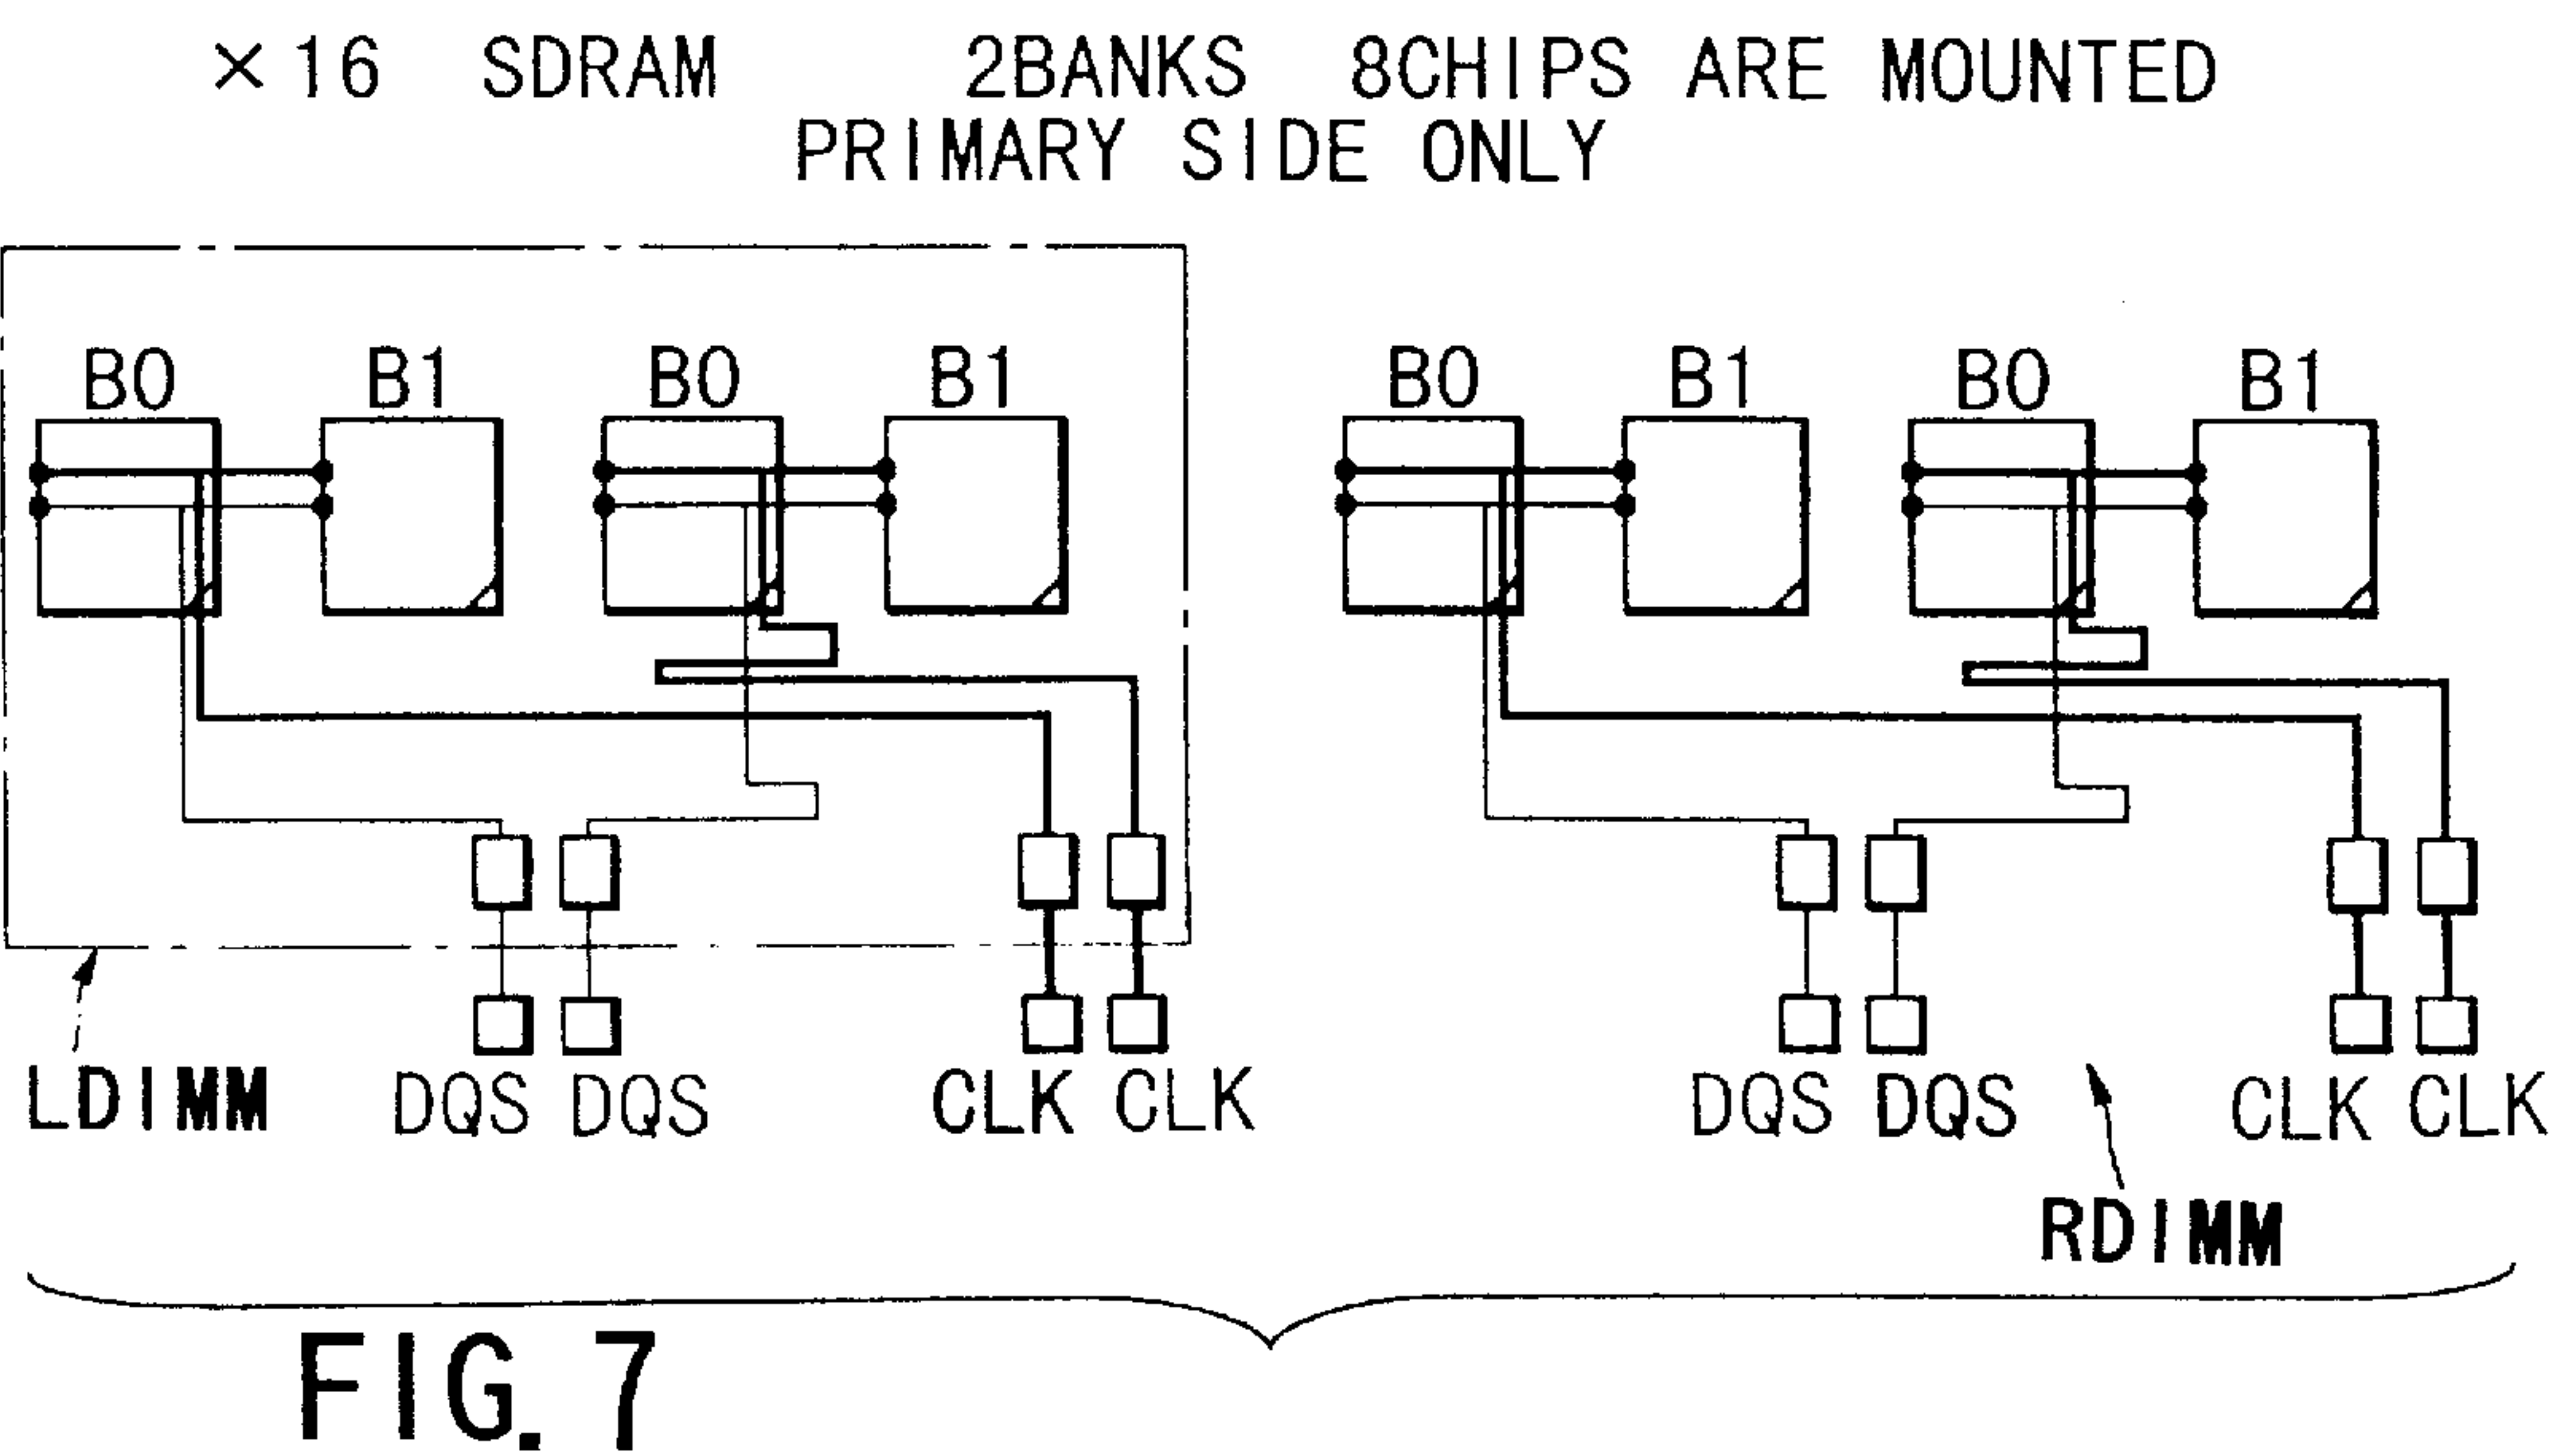 ×16 SDRAM 2BANKS 8CHIPS ARE MOUNTED
PRIMARY SIDE ONLY
B0 B1 B0 B1 B0 B1 B0 B1
LDIMM DQS DQS CLK CLK DQS DQS CLK CLK
RDIMM
FIG. 7